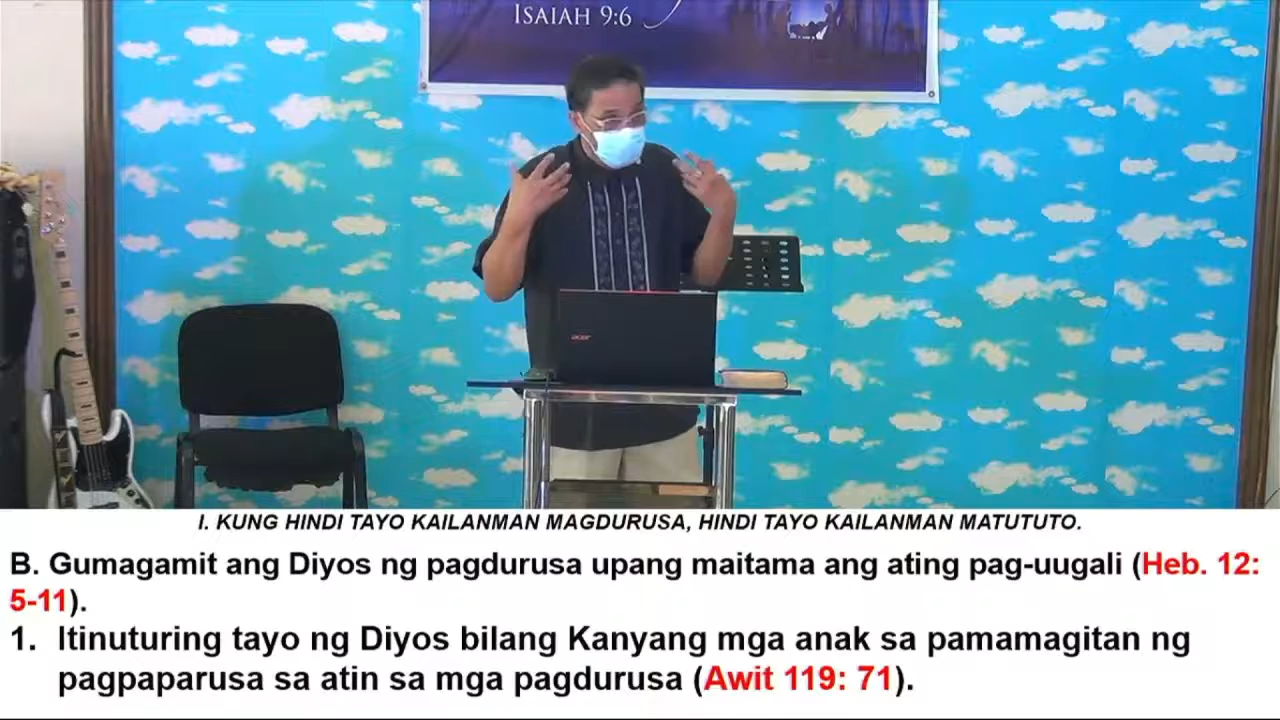 ISAIAH 9:6
acer
I. KUNG HINDI TAYO KAILANMAN MAGDURUSA, HINDI TAYO KAILANMAN MATUTUTO.
B. Gumagamit ang Diyos ng pagdurusa upang maitama ang ating pag-uugali (Heb. 12:
5-11).
1. Itinuturing tayo ng Diyos bilang Kanyang mga anak sa pamamagitan ng
pagpaparusa sa atin sa mga pagdurusa (Awit 119: 71).